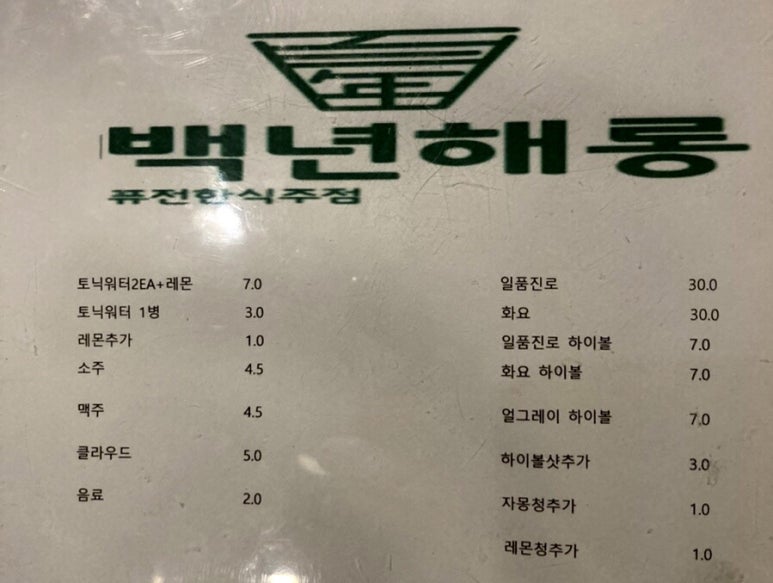 백년해롱
퓨전한식주점
토닉워터2EA+레몬 7.0
토닉워터 1병 3.0
레몬추가 1.0
소주 4.5
맥주 4.5
클라우드 5.0
음료 2.0
일품진로 30.0
화요 30.0
일품진로 하이볼 7.0
화요 하이볼 7.0
얼그레이 하이볼 7.0
하이볼샷추가 3.0
자몽청추가 1.0
레몬청추가 1.0